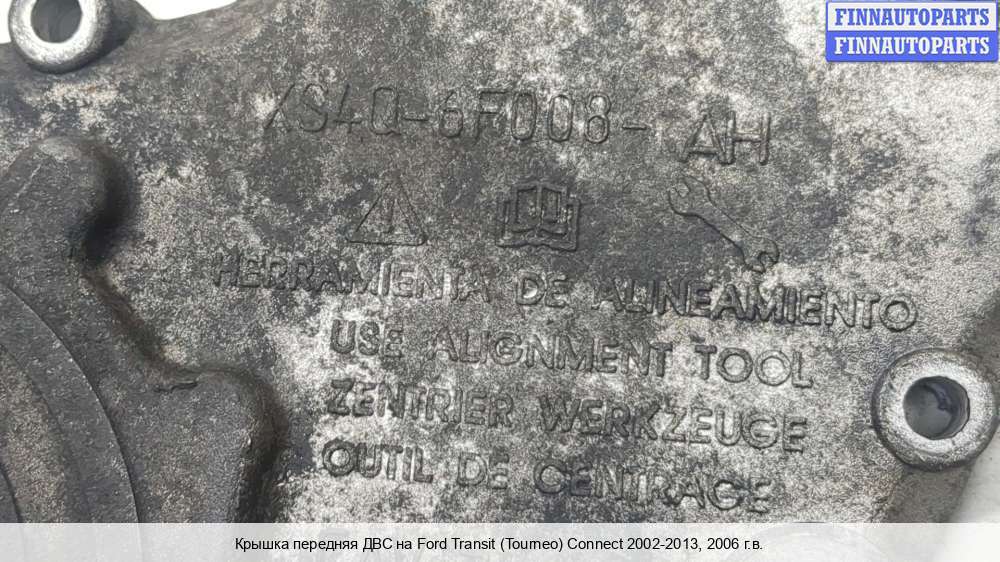 FINNAUTOPARTS
FINNAUTOPARTS
XS4Q-6F008-AH
HERRAMIENTA DE ALINEAMIENTO
USE ALIGNMENT TOOL
ZENTRIER WERKZEUGE
OUTIL DE CENTRAGE
Крышка передняя ДВС на Ford Transit (Tourneo) Connect 2002-2013, 2006 г.в.